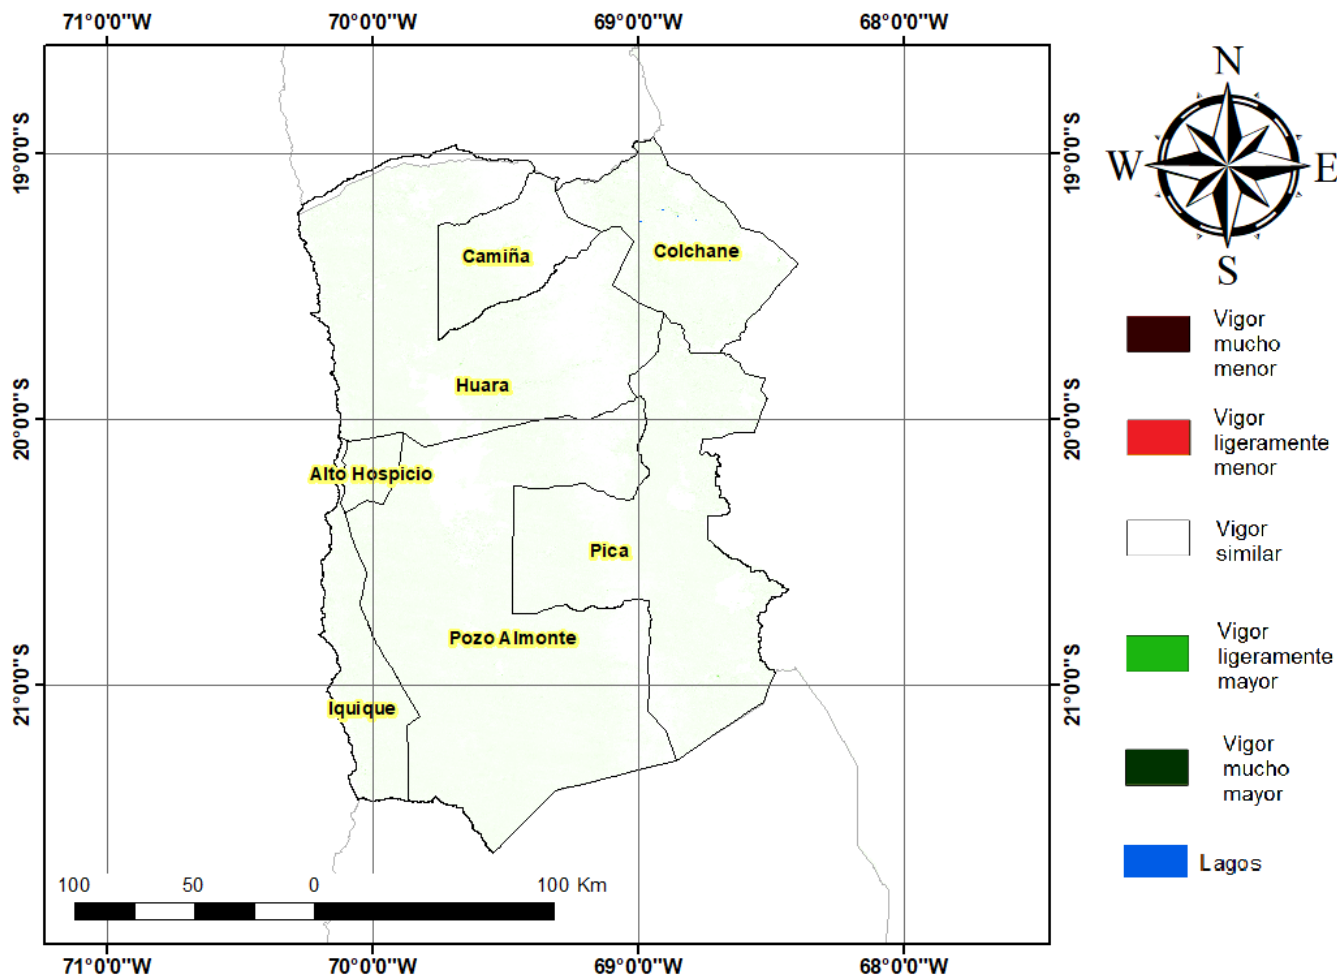 71°0'0"W 70°0'0"W 69°0'0"W 68°0'0"W
19°0'0"S
19°0'0"S
20°0'0"S
20°0'0"S
21°0'0"S
21°0'0"S
Camiña
Colchane
Huara
Alto Hospicio
Pica
Pozo Almonte
Iquique
100 50 0 100 Km
71°0'0"W 70°0'0"W 69°0'0"W 68°0'0"W
N
W E
S
Vigor
mucho
menor
Vigor
ligeramente
menor
Vigor
similar
Vigor
ligeramente
mayor
Vigor
mucho
mayor
Lagos